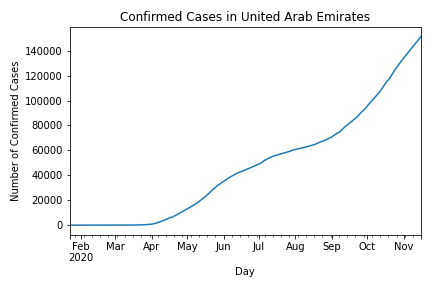 Confirmed Cases in United Arab Emirates
Number of Confirmed Cases
140000
120000
100000
80000
60000
40000
20000
0
Feb Mar Apr May Jun Jul Aug Sep Oct Nov
2020
Day